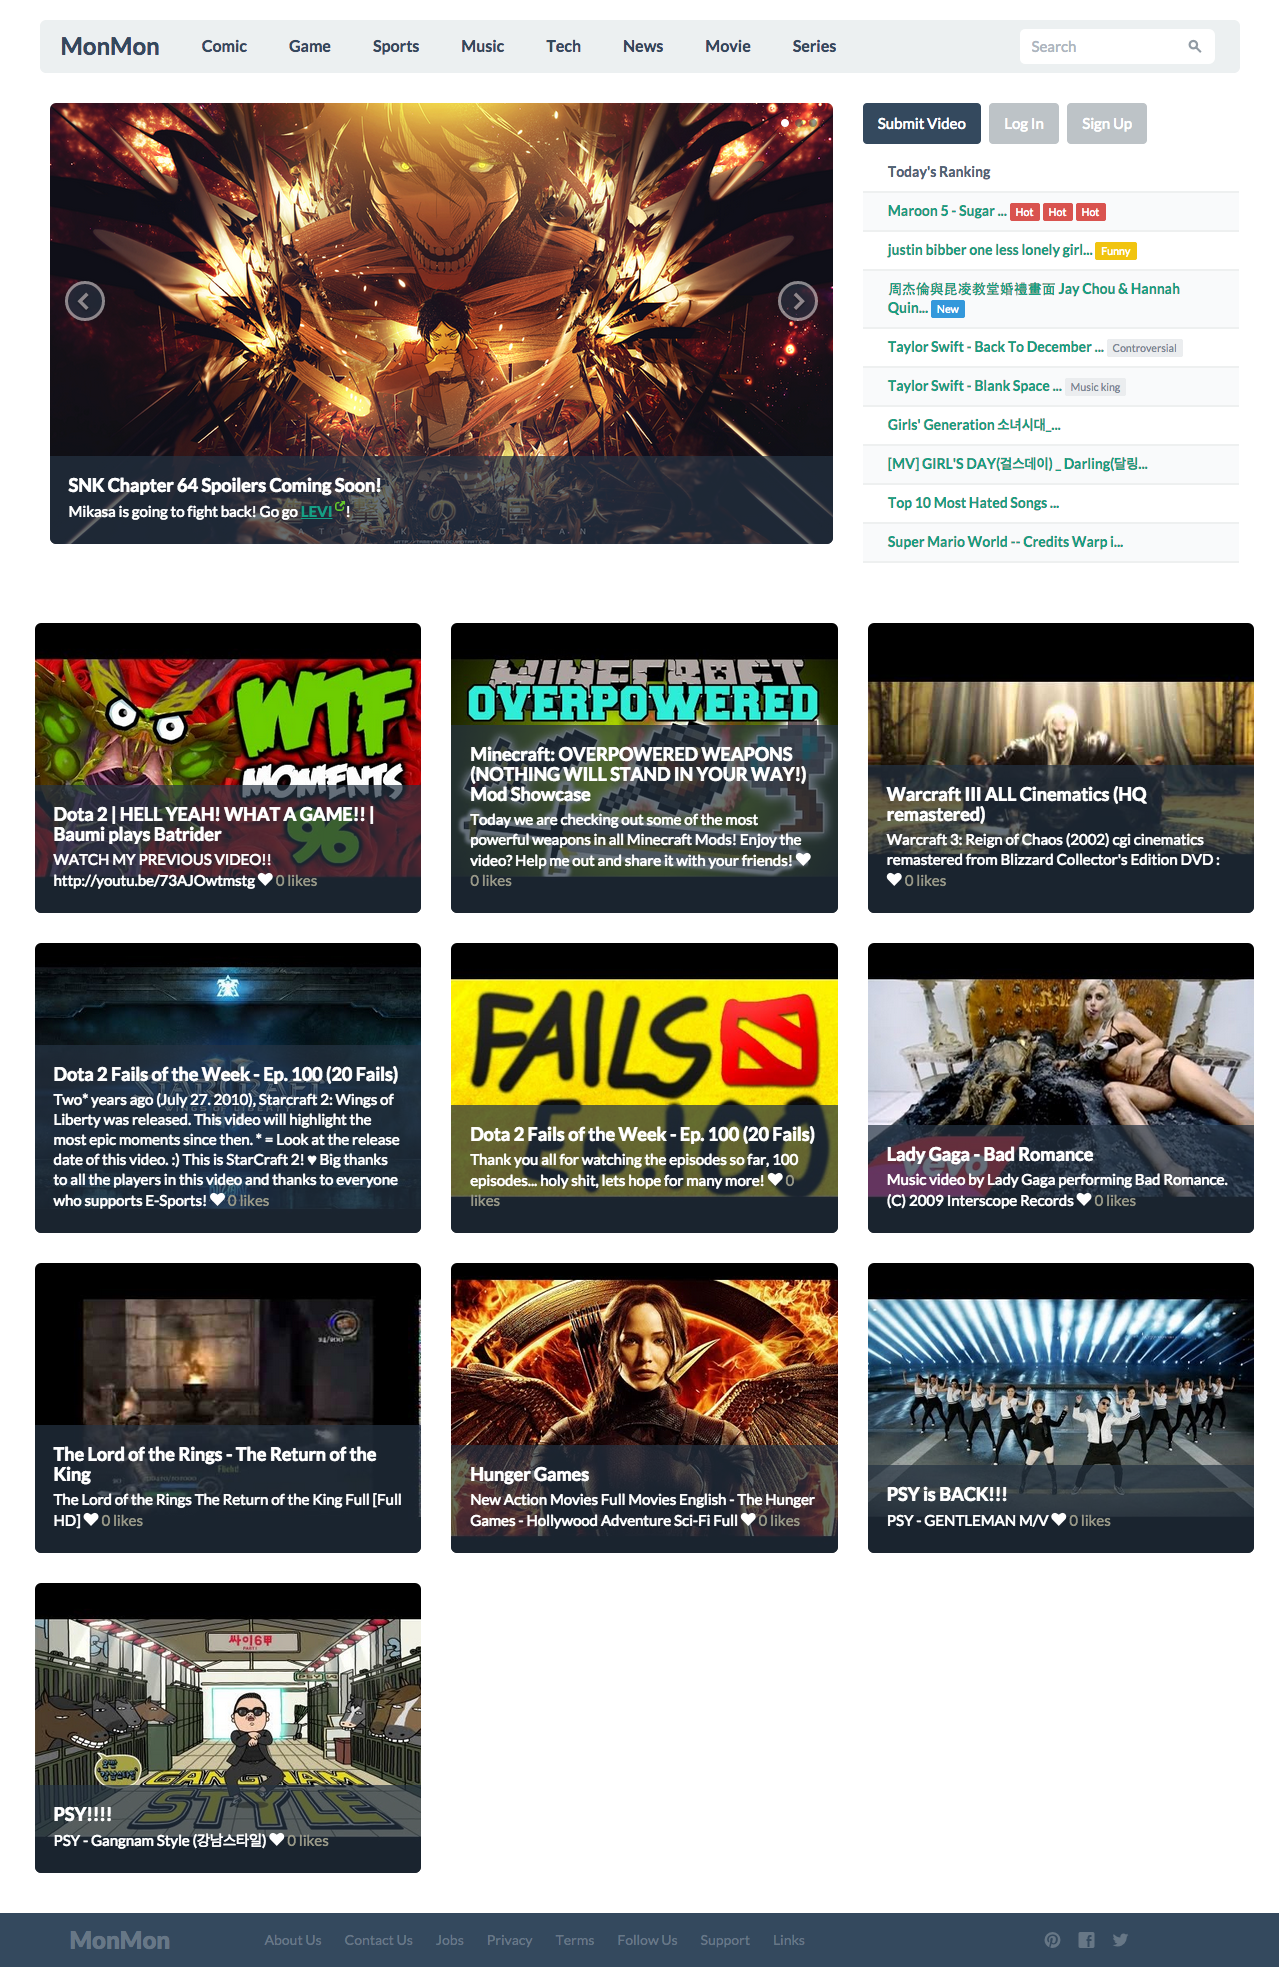 MonMon Comic Game Sports Music Tech News Movie Series Search
Submit Video Log In Sign Up
SNK Chapter 64 Spoilers Coming Soon!
Mikasa is going to fight back! Go go LEVI!
ATTACK ON TITAN
Today's Ranking
Maroon 5 - Sugar ... Hot Hot Hot
justin bibber one less lonely girl... Funny
周杰倫與昆凌教堂婚禮畫面 Jay Chou & Hannah
Quin... New
Taylor Swift - Back To December ... Controversial
Taylor Swift - Blank Space ... Music king
Girls' Generation 소녀시대_...
[MV] GIRL'S DAY(걸스데이) _ Darling(달링...
Top 10 Most Hated Songs ...
Super Mario World -- Credits Warp i...
WTF
MOMENTS
96
Dota 2 | HELL YEAH! WHAT A GAME!! |
Baumi plays Batrider
WATCH MY PREVIOUS VIDEO!!
http://youtu.be/73AJOwtmstg ♥ 0 likes
MINECRAFT
OVERPOWERED
Minecraft: OVERPOWERED WEAPONS
(NOTHING WILL STAND IN YOUR WAY!)
Mod Showcase
Today we are checking out some of the most
powerful weapons in all Minecraft Mods! Enjoy the
video? Help me out and share it with your friends! ♥
0 likes
Warcraft III ALL Cinematics (HQ
remastered)
Warcraft 3: Reign of Chaos (2002) cgi cinematics
remastered from Blizzard Collector's Edition DVD :
♥ 0 likes
Dota 2 Fails of the Week - Ep. 100 (20 Fails)
STARCRAFT
WINGS OF LIBERTY
Two* years ago (July 27, 2010), Starcraft 2: Wings of
Liberty was released. This video will highlight the
most epic moments since then. * = Look at the release
date of this video. :) This is StarCraft 2! ♥ Big thanks
to all the players in this video and thanks to everyone
who supports E-Sports! ♥ 0 likes
FAILS
Dota 2 Fails of the Week - Ep. 100 (20 Fails)
Thank you all for watching the episodes so far, 100
episodes... holy shit, lets hope for many more! ♥ 0
likes
vevo
Lady Gaga - Bad Romance
Music video by Lady Gaga performing Bad Romance.
(C) 2009 Interscope Records ♥ 0 likes
The Lord of the Rings - The Return of the
King
The Lord of the Rings The Return of the King Full [Full
HD] ♥ 0 likes
Hunger Games
New Action Movies Full Movies English - The Hunger
Games - Hollywood Adventure Sci-Fi Full ♥ 0 likes
PSY is BACK!!!
PSY - GENTLEMAN M/V ♥ 0 likes
싸이6甲
GANGNAM
STYLE
PSY!!!!
PSY - Gangnam Style (강남스타일) ♥ 0 likes
MonMon About Us Contact Us Jobs Privacy Terms Follow Us Support Links